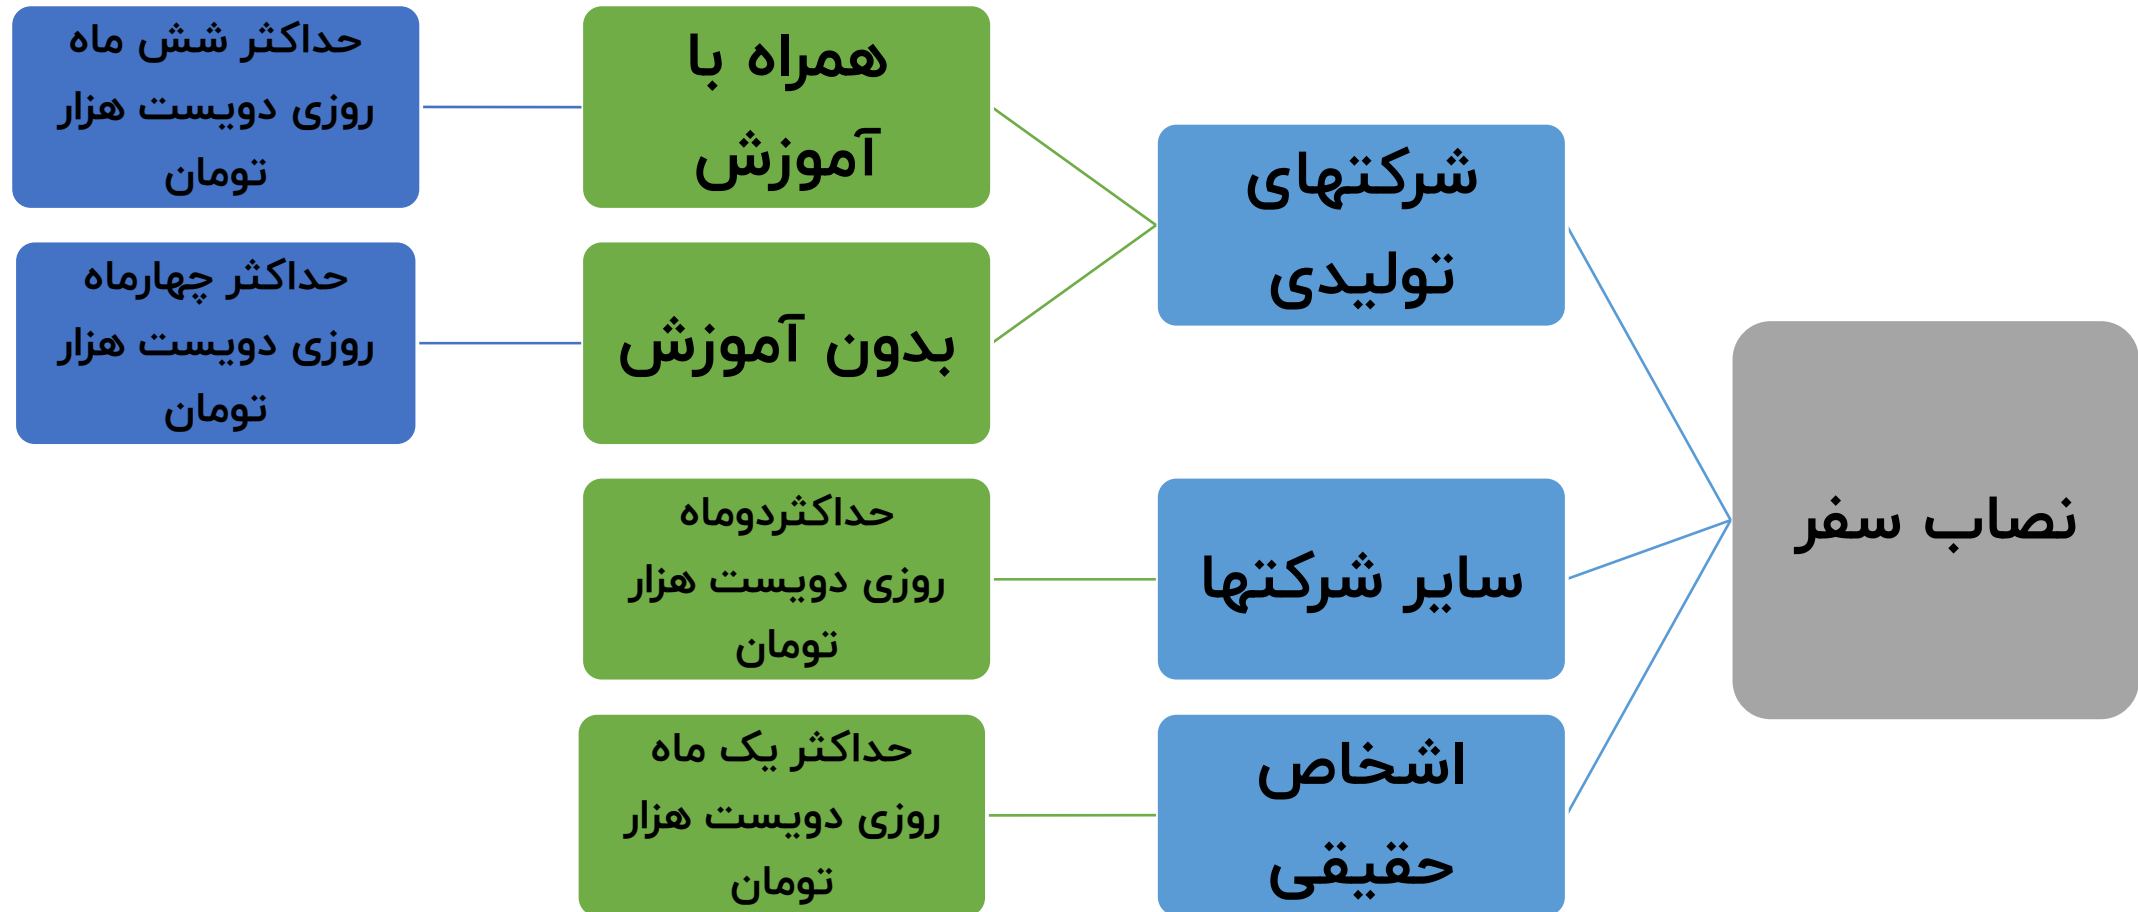 نصاب سفر
شرکتهای
تولیدی
همراه با
آموزش
حداکثر شش ماه
روزی دویست هزار
تومان
بدون آموزش
حداکثر چهارماه
روزی دویست هزار
تومان
سایر شرکتها
حداکثردوماه
روزی دویست هزار
تومان
اشخاص
حقیقی
حداکثر یک ماه
روزی دویست هزار
تومان